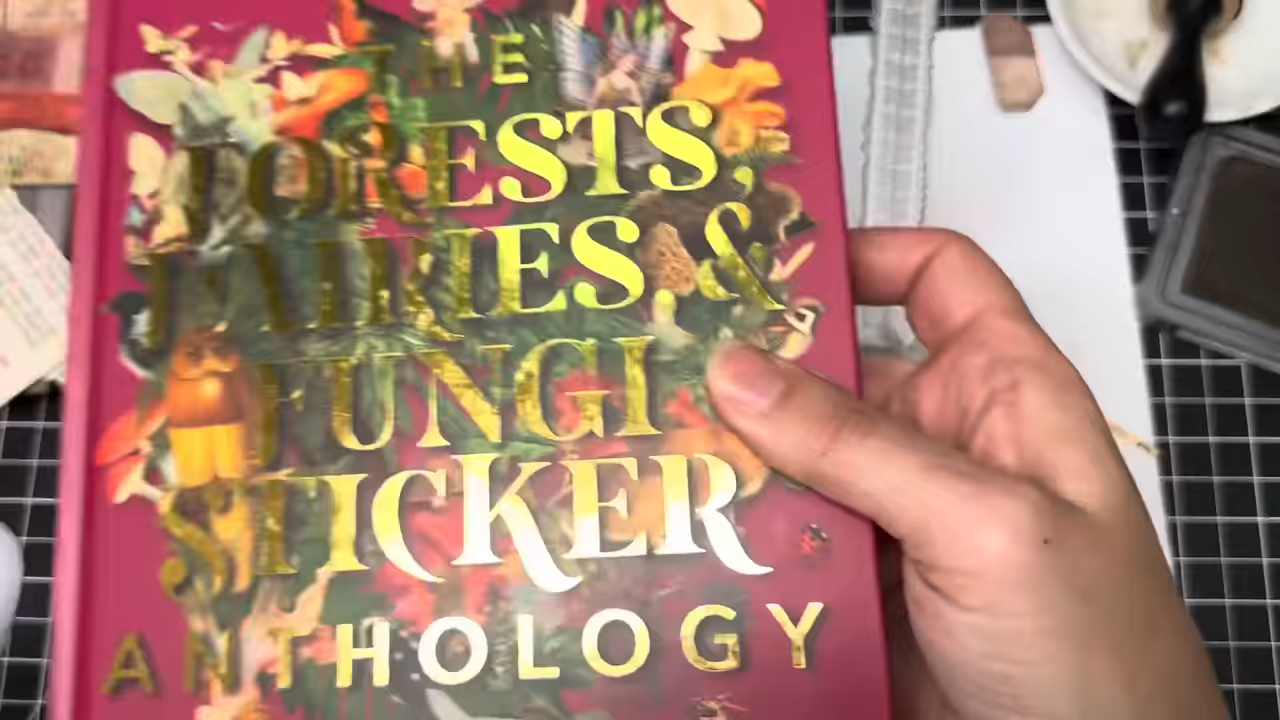 THE
FORESTS,
FAIRIES &
FUNGI
STICKER
ANTHOLOGY